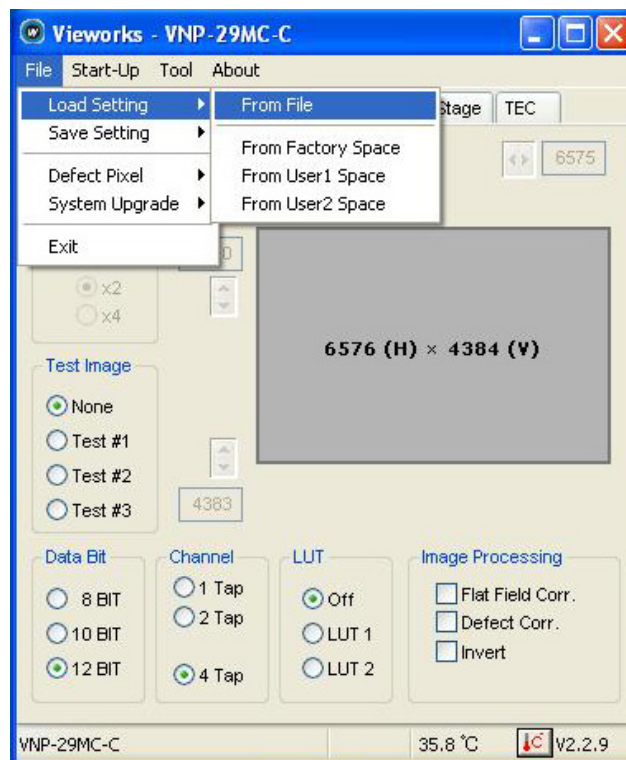 Vieworks - VNP-29MC-C
File Start-Up Tool About
Load Setting
Save Setting
Defect Pixel
System Upgrade
Exit
From File
From Factory Space
From User1 Space
From User2 Space
Stage TEC
6575
x2
x4
6576 (H) × 4384 (V)
Test Image
None
Test #1
Test #2
Test #3
4383
Data Bit
8 BIT
10 BIT
12 BIT
Channel
1 Tap
2 Tap
4 Tap
LUT
Off
LUT 1
LUT 2
Image Processing
Flat Field Corr.
Defect Corr.
Invert
VNP-29MC-C 35.8 ℃ C V2.2.9